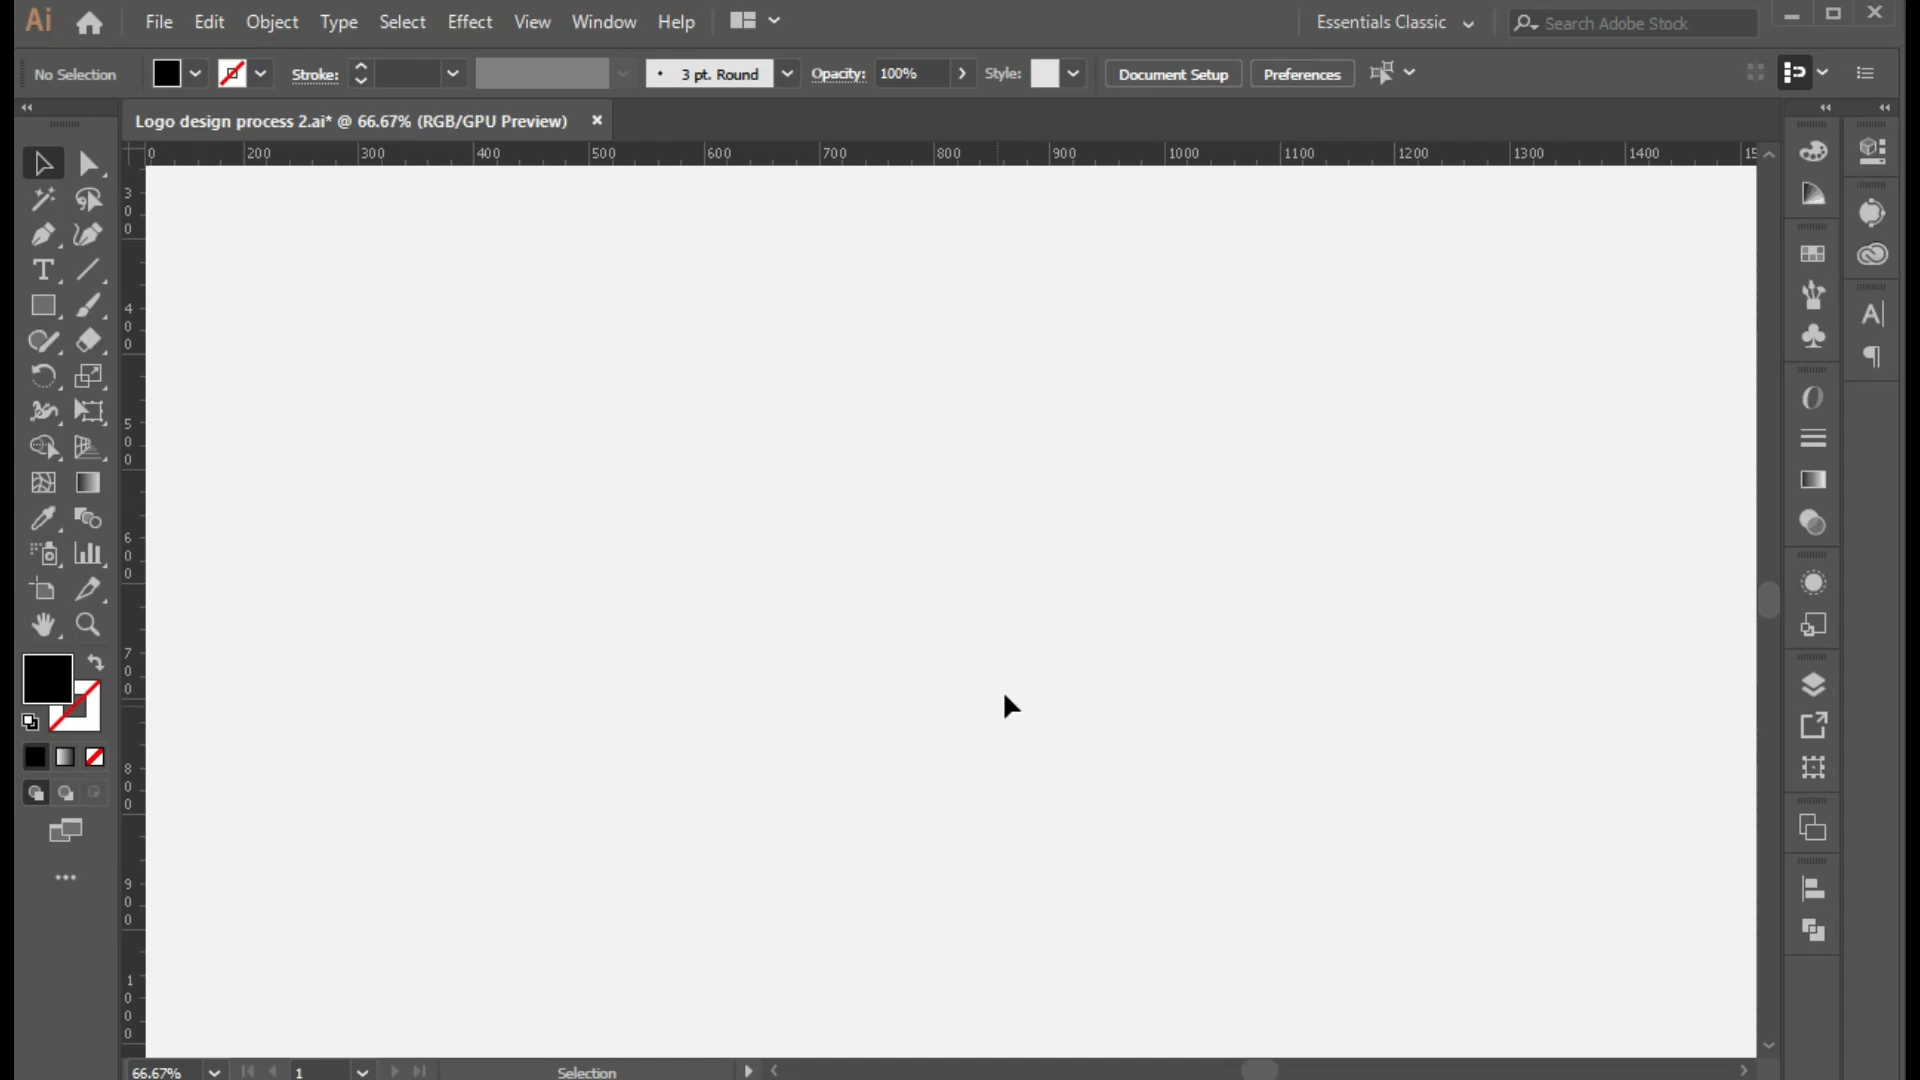 Ai File Edit Object Type Select Effect View Window Help Essentials Classic Search Adobe Stock
No Selection Stroke: 3 pt. Round Opacity: 100% Style: Document Setup Preferences
Logo design process 2.ai* @ 66.67% (RGB/GPU Preview)
0 200 300 400 500 600 700 800 900 1000 1100 1200 1300 1400 15
300
400
500
600
700
800
900
1000
66.67% 1 Selection